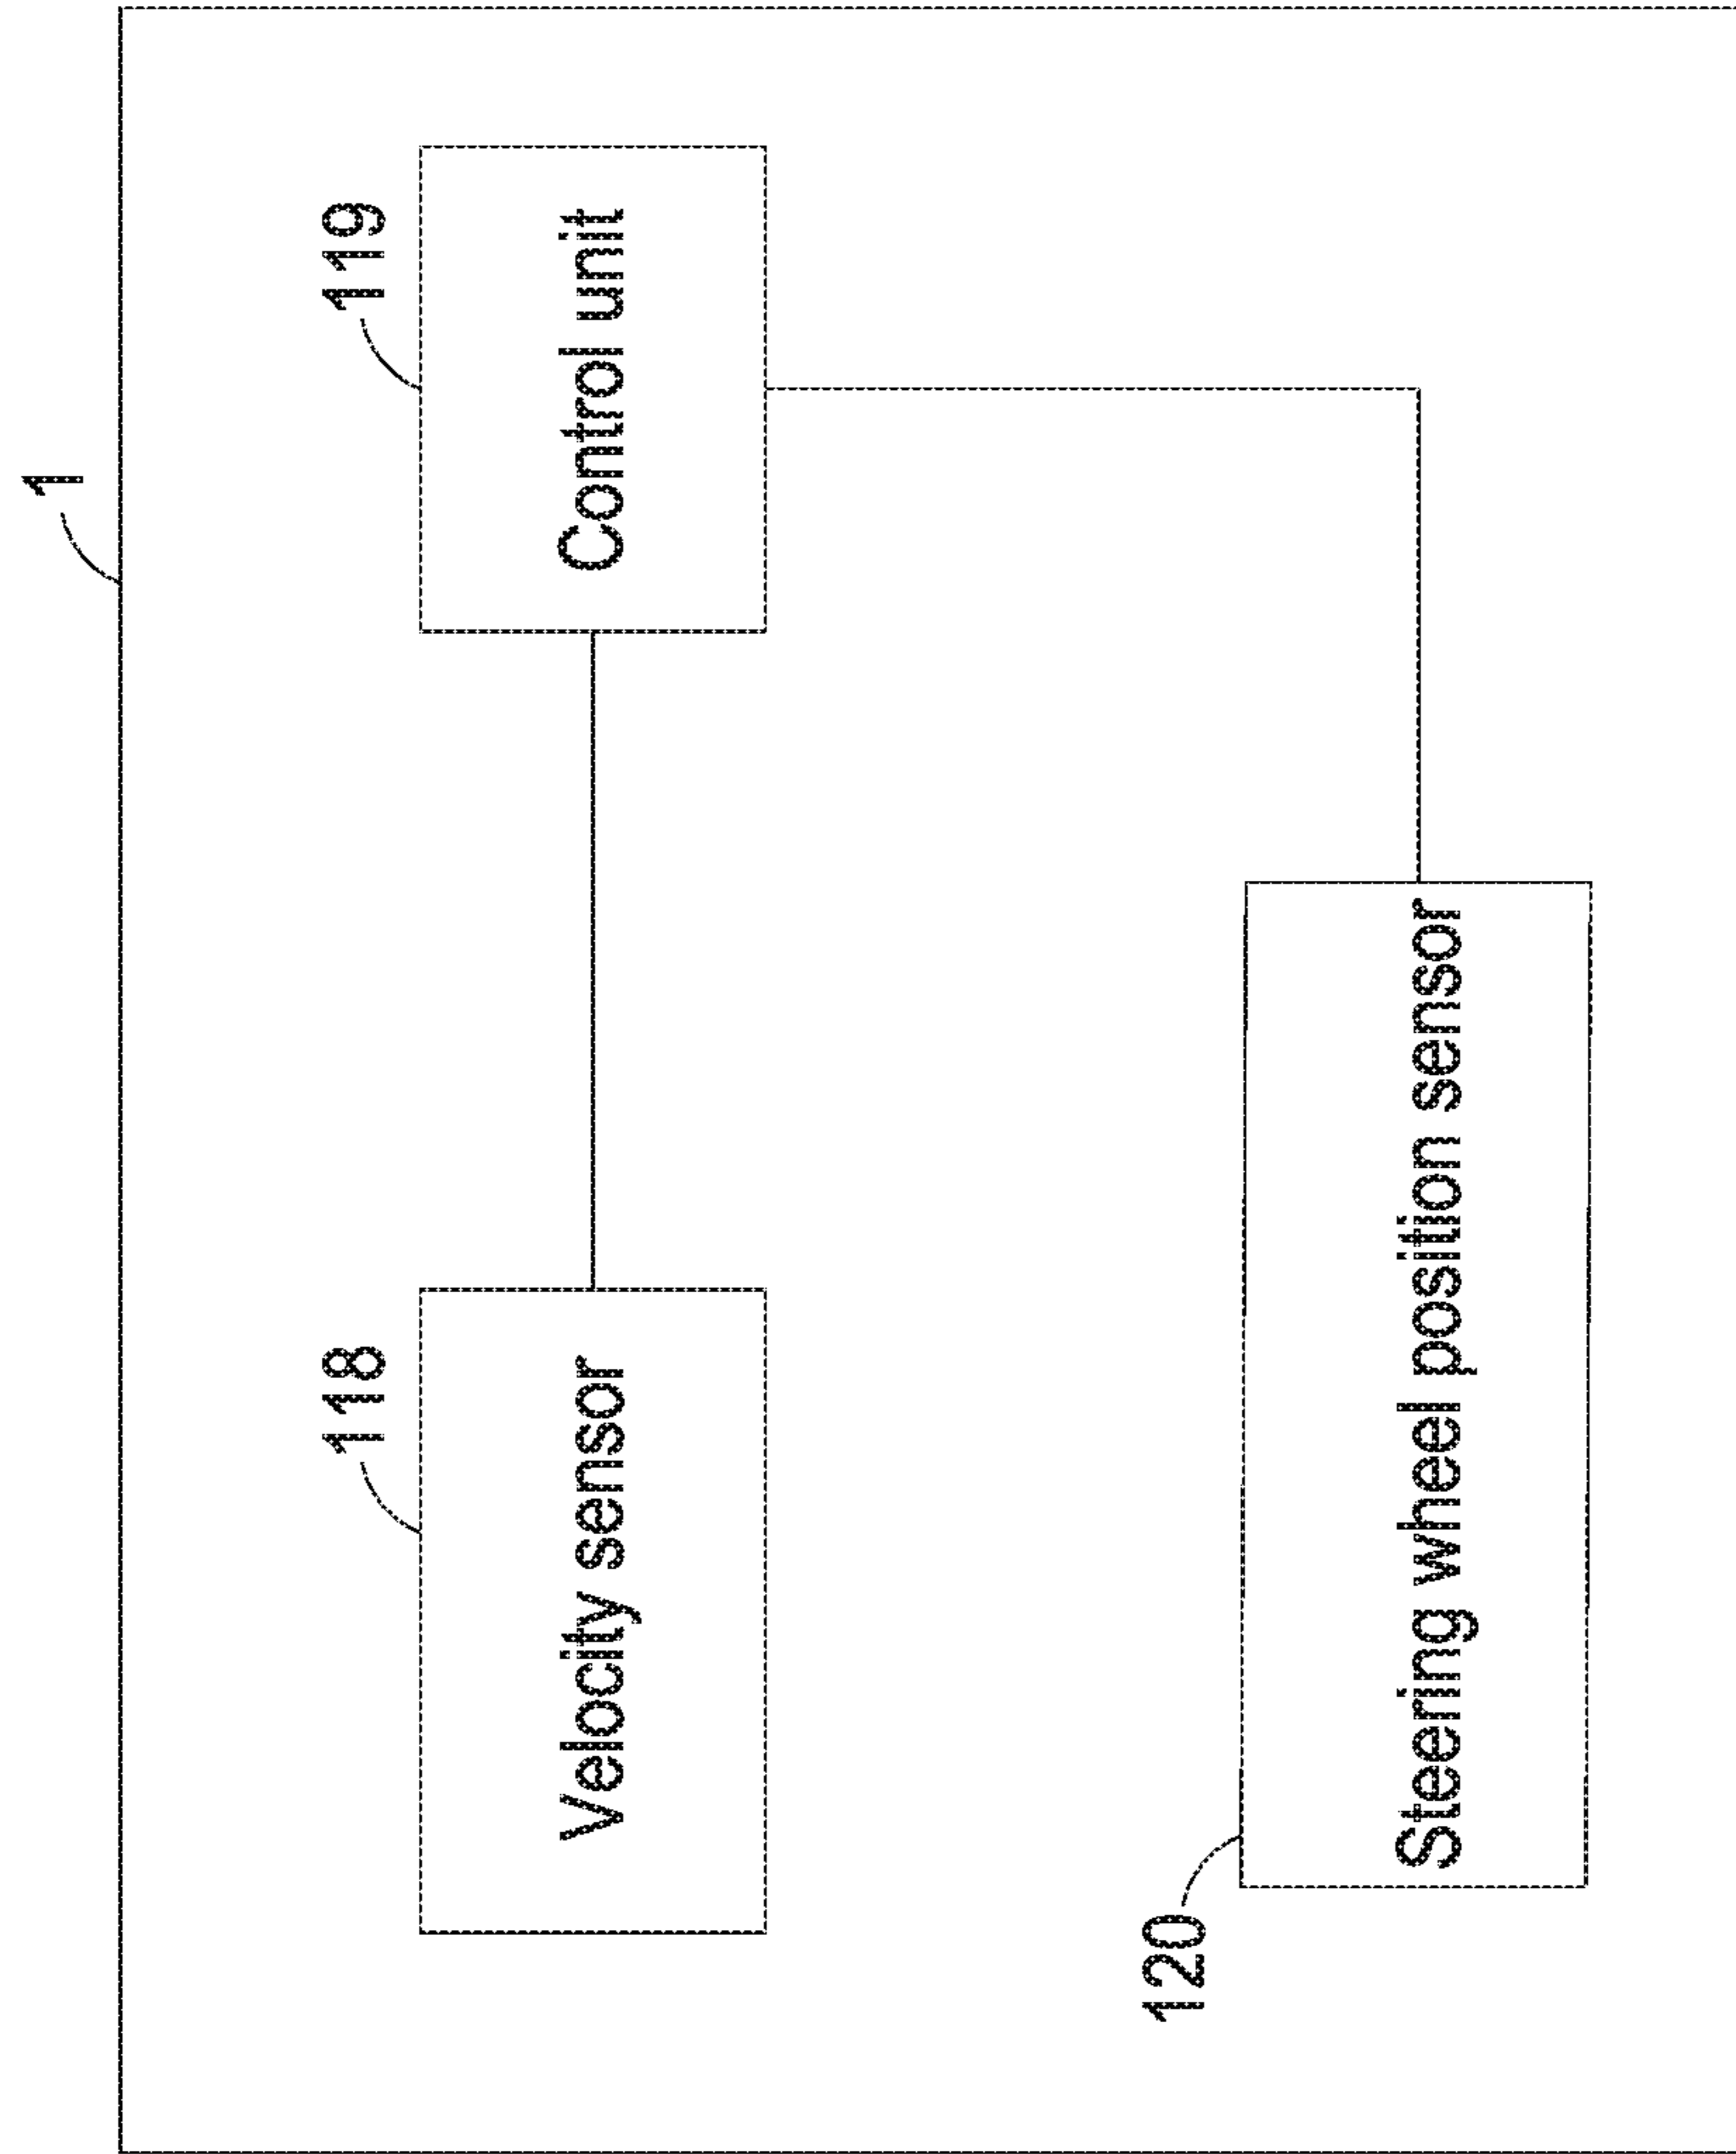 1
118
Velocity sensor
119
Control unit
120
Steering wheel position sensor